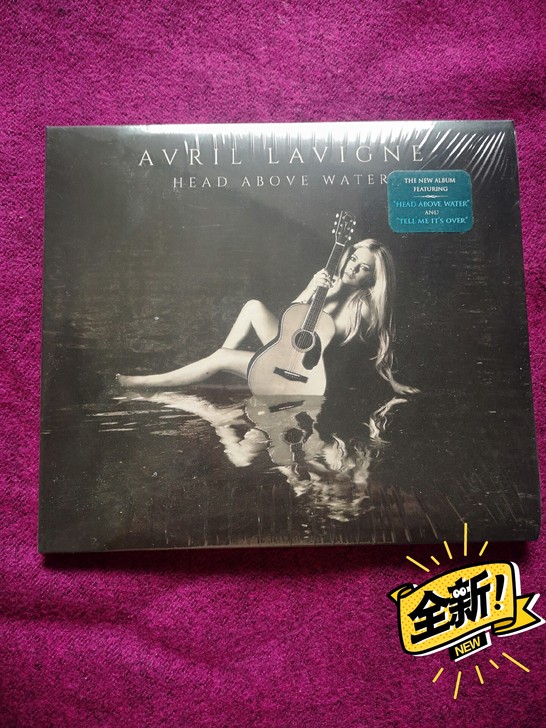 AVRIL LAVIGNE
HEAD ABOVE WATER
THE NEW ALBUM
FEATURING
"HEAD ABOVE WATER"
AND
"TELL ME IT'S OVER"
全新!
NEW